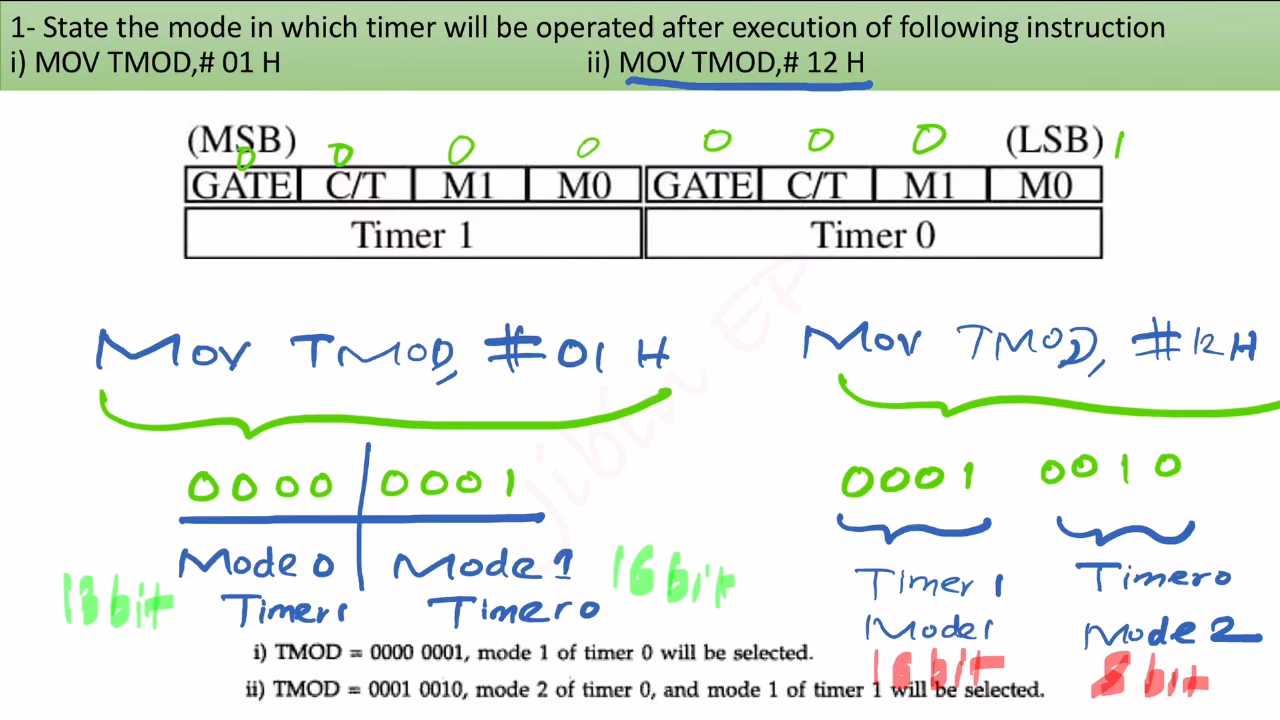 1- State the mode in which timer will be operated after execution of following instruction
i) MOV TMOD,# 01 H ii) MOV TMOD,# 12 H
(MSB) (LSB)
0 0 0 0 0 0 0 1
GATE C/T M1 M0 GATE C/T M1 M0
Timer 1 Timer 0
Mov TMOD, # 01 H Mov TMOD, #12H
0000 0001 0001 0010
Mode 0 Mode 1 Timer 1 Timer 0
13 bit Timer 1 Timer 0 16 bit Mode 1 Mode 2
16 bit 8 bit
i) TMOD = 0000 0001, mode 1 of timer 0 will be selected.
ii) TMOD = 0001 0010, mode 2 of timer 0, and mode 1 of timer 1 will be selected.
jibin EF